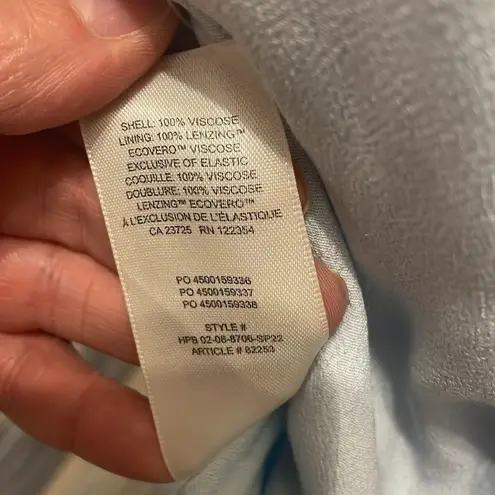 SHELL: 100% VISCOSE
LINING: 100% LENZING™
ECOVERO™ VISCOSE
EXCLUSIVE OF ELASTIC
COQUILLE: 100% VISCOSE
DOUBLURE: 100% VISCOSE
LENZING™ ECOVERO™
À L'EXCLUSION DE L'ÉLASTIQUE
CA 23725 RN 122354
PO 4500159336
PO 4500159337
PO 4500159338
STYLE #
HPB 02-08-8706-SP22
ARTICLE # 62253